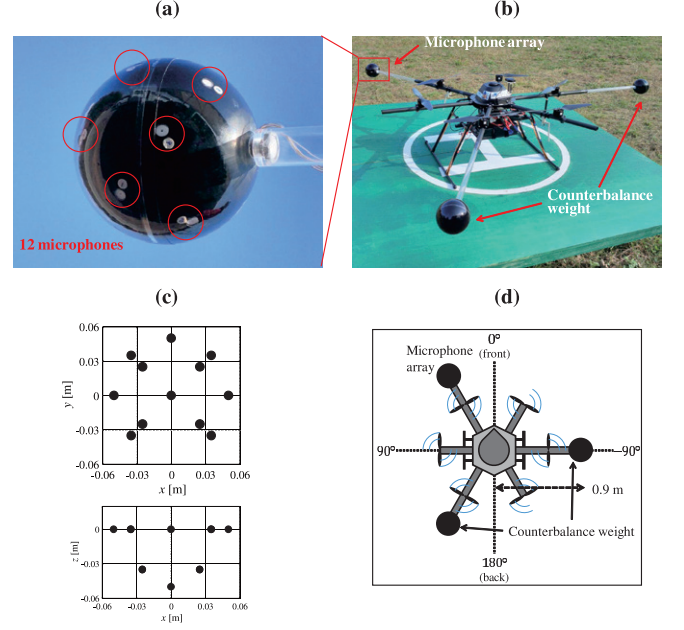 (a)
(b)
Microphone array
Counterbalance
weight
12 microphones
(c)
(d)
0.06
0.03
0
-0.03
-0.06
y [m]
-0.06 -0.03 0 0.03 0.06
x [m]
0
-0.03
-0.06
z [m]
-0.06 -0.03 0 0.03 0.06
x [m]
0°
(front)
Microphone
array
90°
−90°
0.9 m
Counterbalance weight
180°
(back)